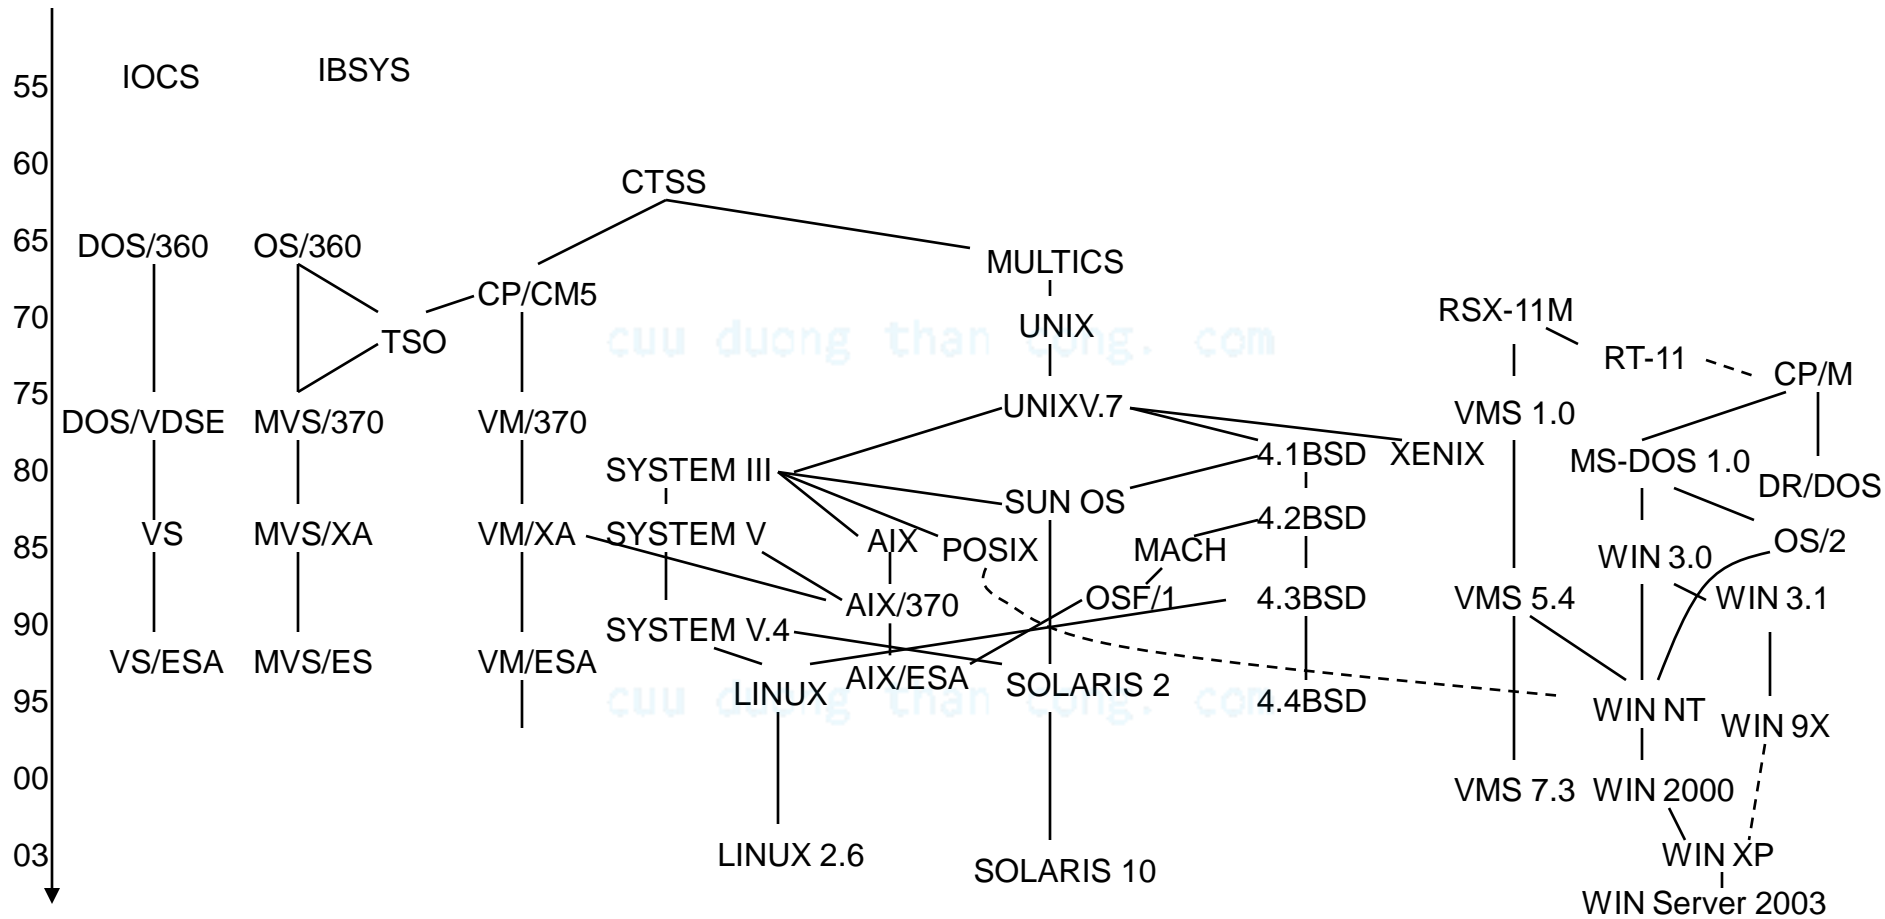 55
IOCS
IBSYS
60
CTSS
65
DOS/360
OS/360
MULTICS
CP/CM5
70
TSO
cuu duong than cong. com
UNIX
RSX-11M
RT-11
CP/M
75
DOS/VDSE
MVS/370
VM/370
UNIXV.7
VMS 1.0
80
SYSTEM III
4.1BSD
XENIX
MS-DOS 1.0
DR/DOS
SUN OS
VS
MVS/XA
VM/XA
SYSTEM V
4.2BSD
85
AIX
POSIX
MACH
OS/2
WIN 3.0
AIX/370
OSF/1
4.3BSD
VMS 5.4
WIN 3.1
90
SYSTEM V.4
VS/ESA
MVS/ES
VM/ESA
AIX/ESA
SOLARIS 2
95
LINUX
cuu duong than cong. com
4.4BSD
WIN NT
WIN 9X
00
VMS 7.3
WIN 2000
03
LINUX 2.6
SOLARIS 10
WIN XP
WIN Server 2003